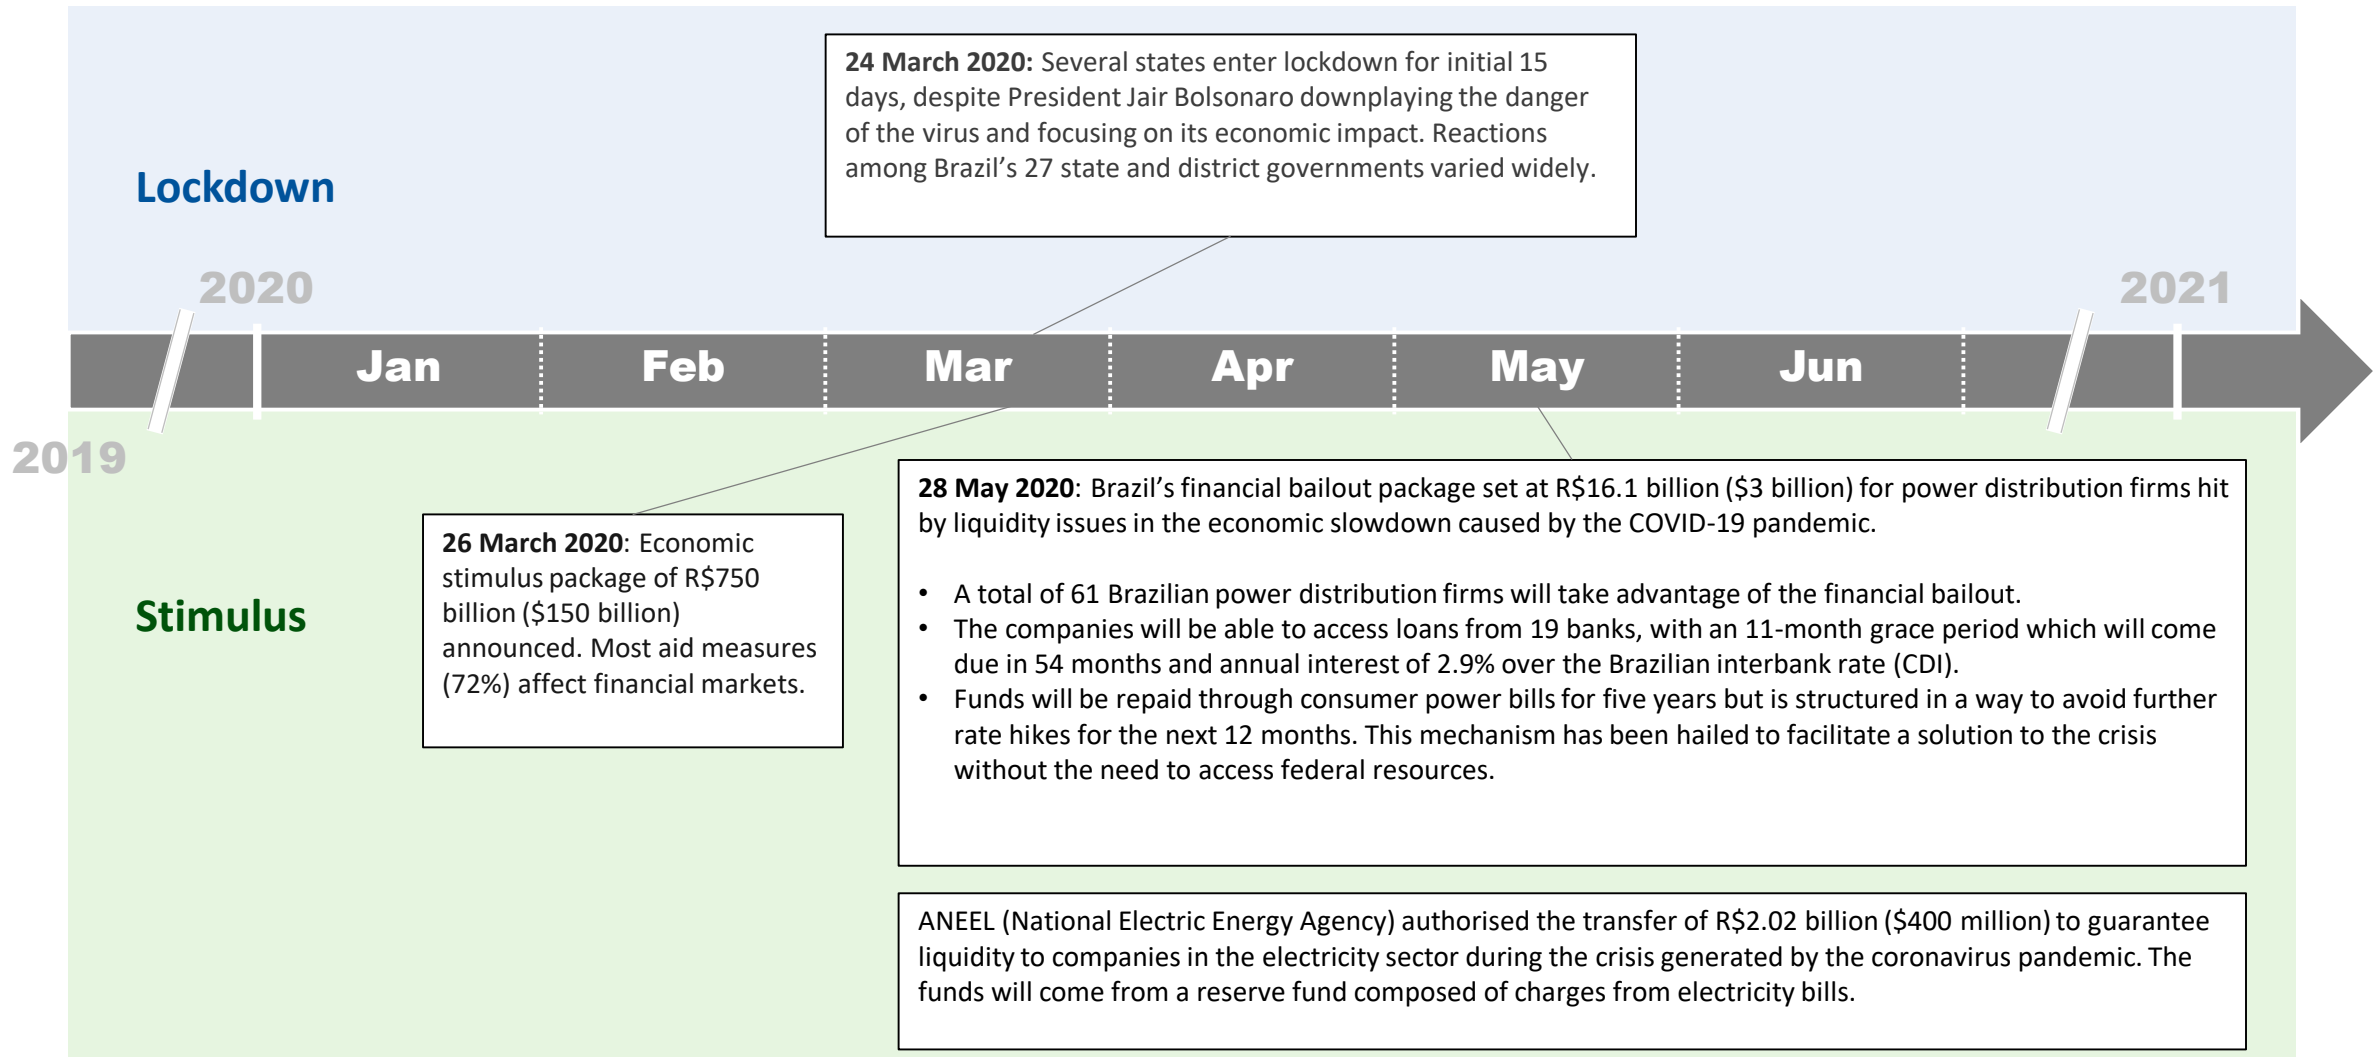 24 March 2020: Several states enter lockdown for initial 15
days, despite President Jair Bolsonaro downplaying the danger
of the virus and focusing on its economic impact. Reactions
among Brazil’s 27 state and district governments varied widely.
Lockdown
2020
2021
Jan
Feb
Mar
Apr
May
Jun
2019
26 March 2020: Economic
stimulus package of R$750
billion ($150 billion)
announced. Most aid measures
(72%) affect financial markets.
Stimulus
28 May 2020: Brazil’s financial bailout package set at R$16.1 billion ($3 billion) for power distribution firms hit
by liquidity issues in the economic slowdown caused by the COVID-19 pandemic.
• A total of 61 Brazilian power distribution firms will take advantage of the financial bailout.
• The companies will be able to access loans from 19 banks, with an 11-month grace period which will come
due in 54 months and annual interest of 2.9% over the Brazilian interbank rate (CDI).
• Funds will be repaid through consumer power bills for five years but is structured in a way to avoid further
rate hikes for the next 12 months. This mechanism has been hailed to facilitate a solution to the crisis
without the need to access federal resources.
ANEEL (National Electric Energy Agency) authorised the transfer of R$2.02 billion ($400 million) to guarantee
liquidity to companies in the electricity sector during the crisis generated by the coronavirus pandemic. The
funds will come from a reserve fund composed of charges from electricity bills.